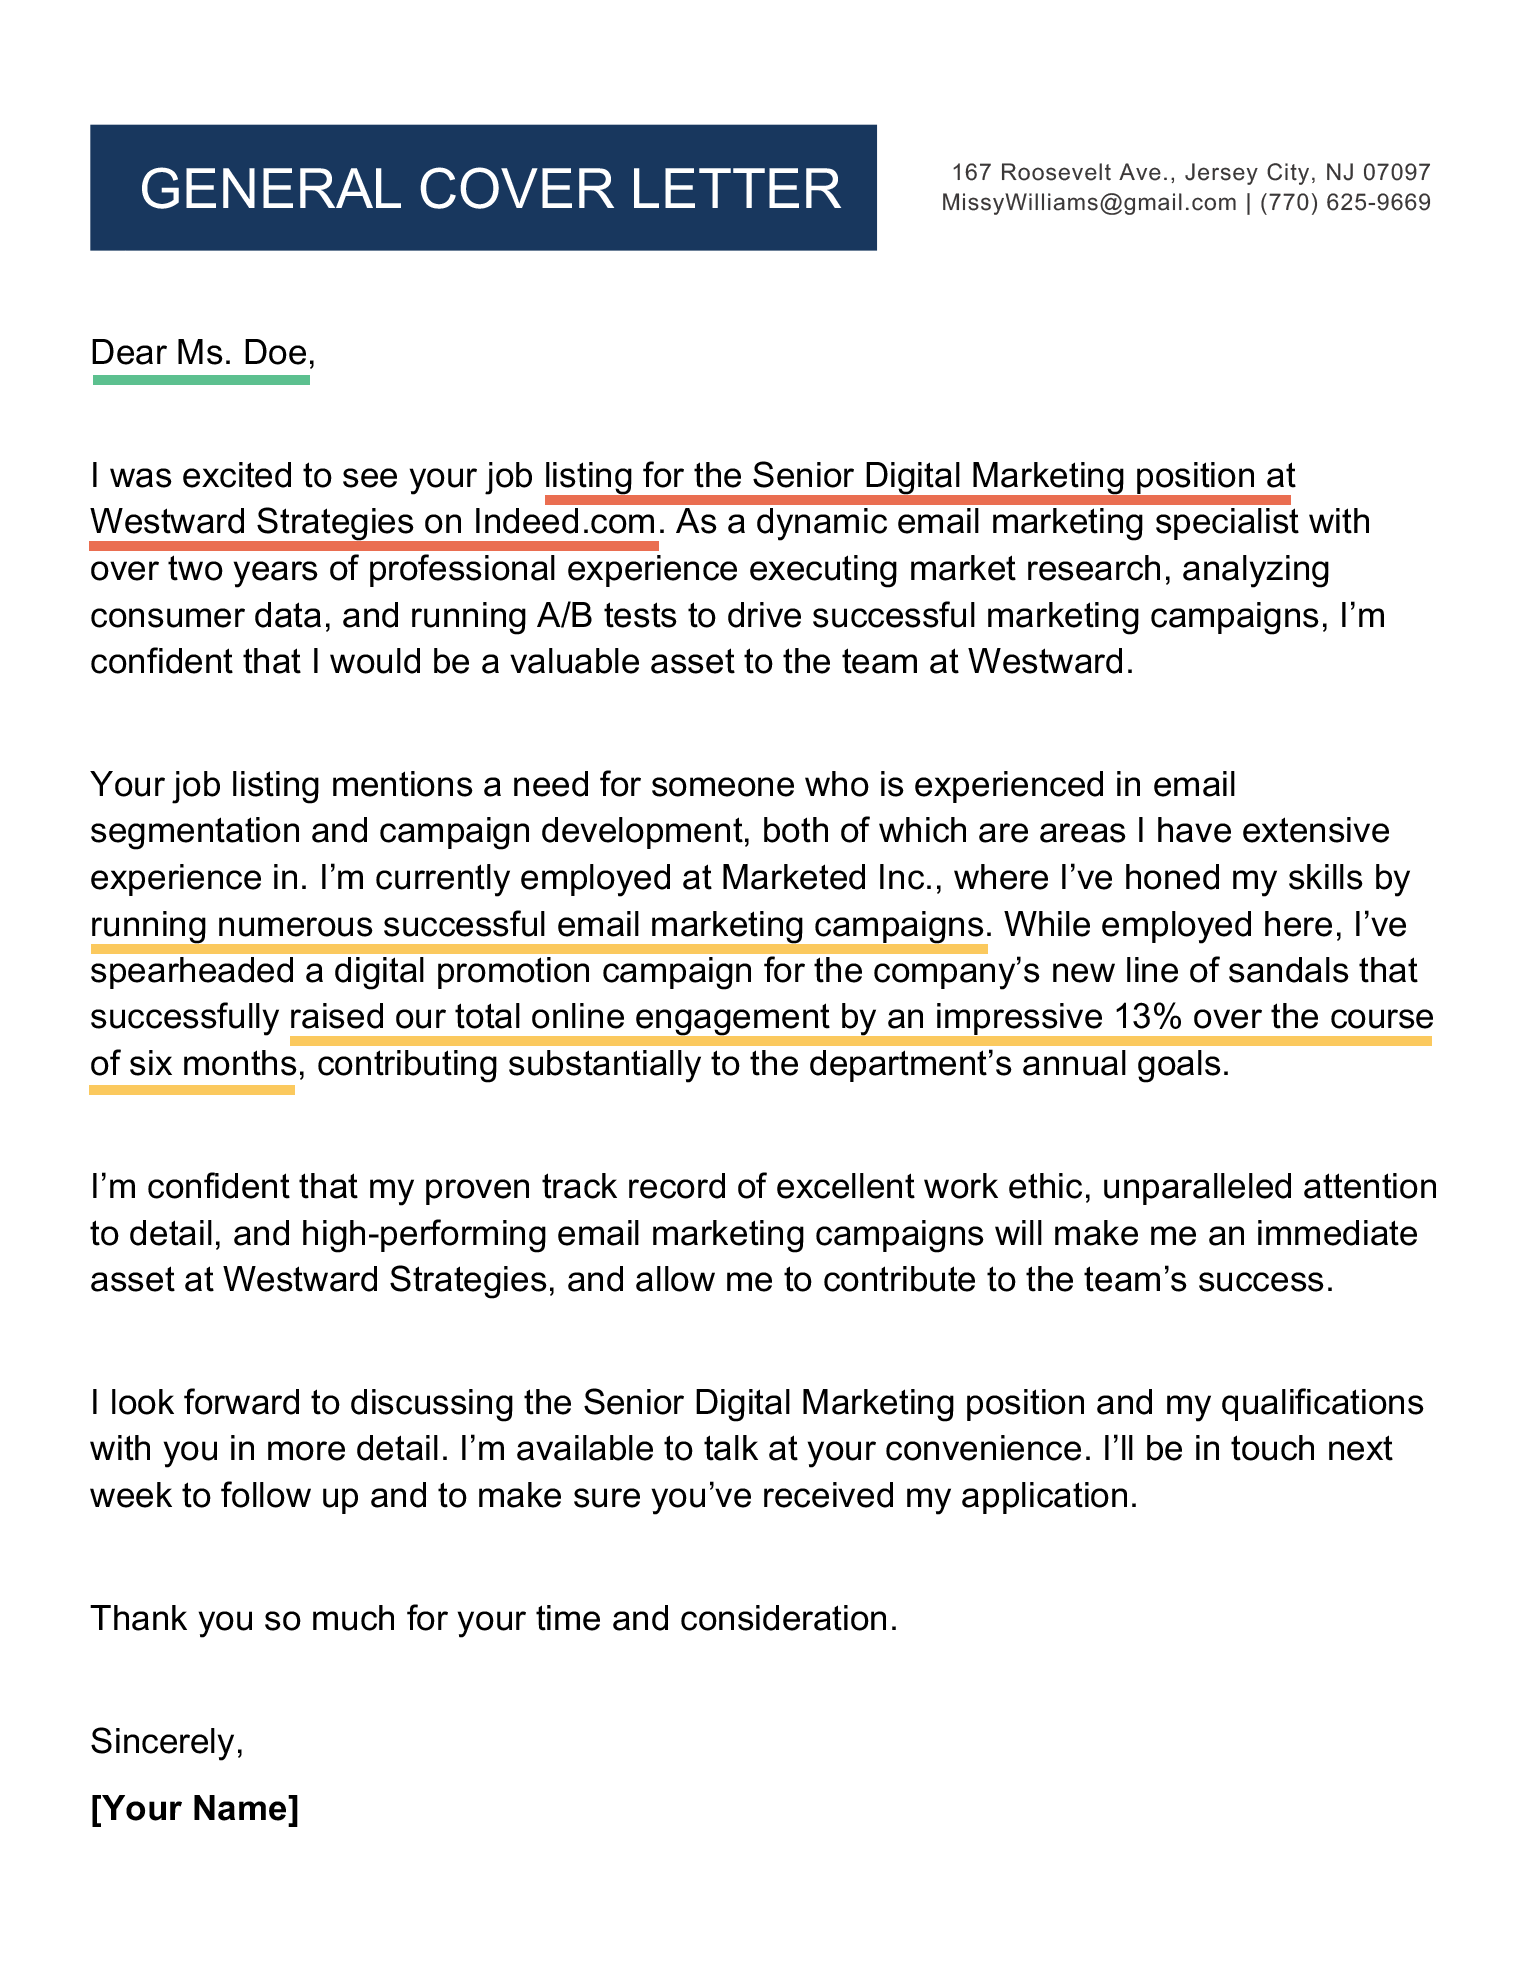 GENERAL COVER LETTER
167 Roosevelt Ave., Jersey City, NJ 07097
MissyWilliams@gmail.com | (770) 625-9669
Dear Ms. Doe,
I was excited to see your job listing for the Senior Digital Marketing position at
Westward Strategies on Indeed.com. As a dynamic email marketing specialist with
over two years of professional experience executing market research, analyzing
consumer data, and running A/B tests to drive successful marketing campaigns, I’m
confident that I would be a valuable asset to the team at Westward.
Your job listing mentions a need for someone who is experienced in email
segmentation and campaign development, both of which are areas I have extensive
experience in. I’m currently employed at Marketed Inc., where I’ve honed my skills by
running numerous successful email marketing campaigns. While employed here, I’ve
spearheaded a digital promotion campaign for the company’s new line of sandals that
successfully raised our total online engagement by an impressive 13% over the course
of six months, contributing substantially to the department’s annual goals.
I’m confident that my proven track record of excellent work ethic, unparalleled attention
to detail, and high-performing email marketing campaigns will make me an immediate
asset at Westward Strategies, and allow me to contribute to the team’s success.
I look forward to discussing the Senior Digital Marketing position and my qualifications
with you in more detail. I’m available to talk at your convenience. I’ll be in touch next
week to follow up and to make sure you’ve received my application.
Thank you so much for your time and consideration.
Sincerely,
[Your Name]